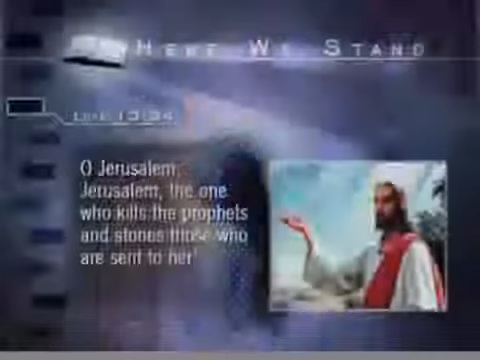 HERE WE STAND
Luke 13:34
O Jerusalem,
Jerusalem, the one
who kills the prophets
and stones those who
are sent to her'